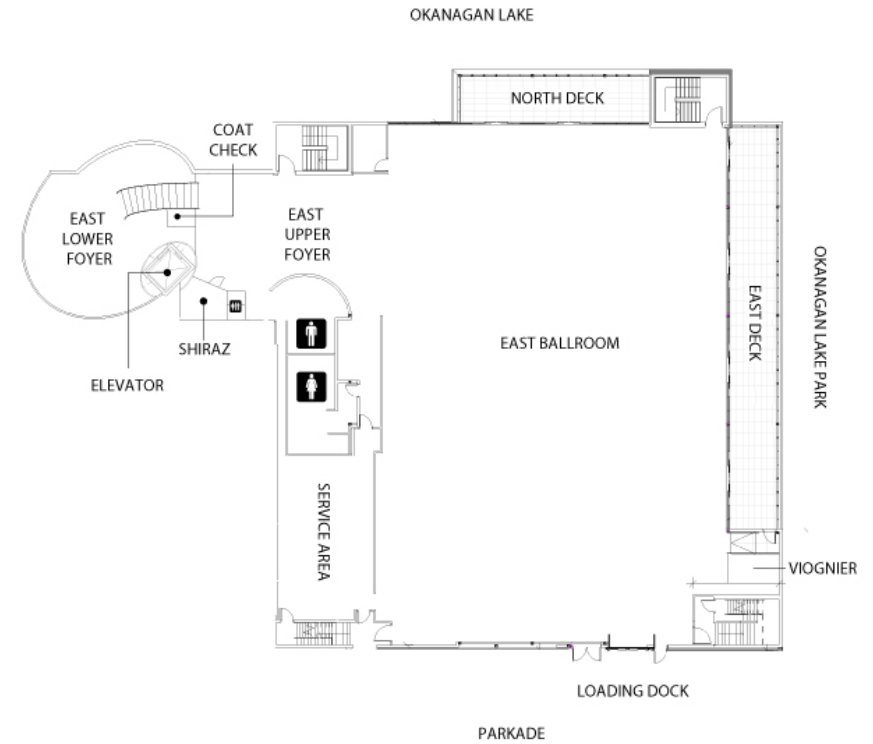 OKANAGAN LAKE
NORTH DECK
COAT
CHECK
EAST
LOWER
FOYER
EAST
UPPER
FOYER
EAST DECK
OKANAGAN LAKE PARK
EAST BALLROOM
SHIRAZ
ELEVATOR
SERVICE AREA
VIOGNIER
LOADING DOCK
PARKADE